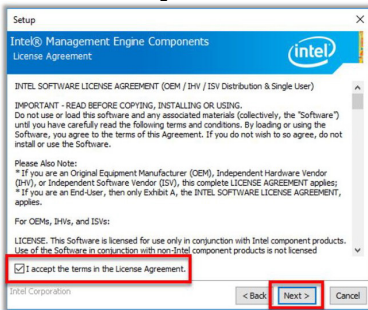 Setup
Intel® Management Engine Components
License Agreement
intel
INTEL SOFTWARE LICENSE AGREEMENT (OEM / IHV / ISV Distribution & Single User)
IMPORTANT - READ BEFORE COPYING, INSTALLING OR USING.
Do not use or load this software and any associated materials (collectively, the "Software")
until you have carefully read the following terms and conditions. By loading or using the
Software, you agree to the terms of this Agreement. If you do not wish to so agree, do not
install or use the Software.
Please Also Note:
* If you are an Original Equipment Manufacturer (OEM), Independent Hardware Vendor
(IHV), or Independent Software Vendor (ISV), this complete LICENSE AGREEMENT applies;
* If you are an End-User, then only Exhibit A, the INTEL SOFTWARE LICENSE AGREEMENT,
applies.
For OEMs, IHVs, and ISVs:
LICENSE. This Software is licensed for use only in conjunction with Intel component products.
Use of the Software in conjunction with non-Intel component products is not licensed
I accept the terms in the License Agreement.
Intel Corporation
< Back Next > Cancel